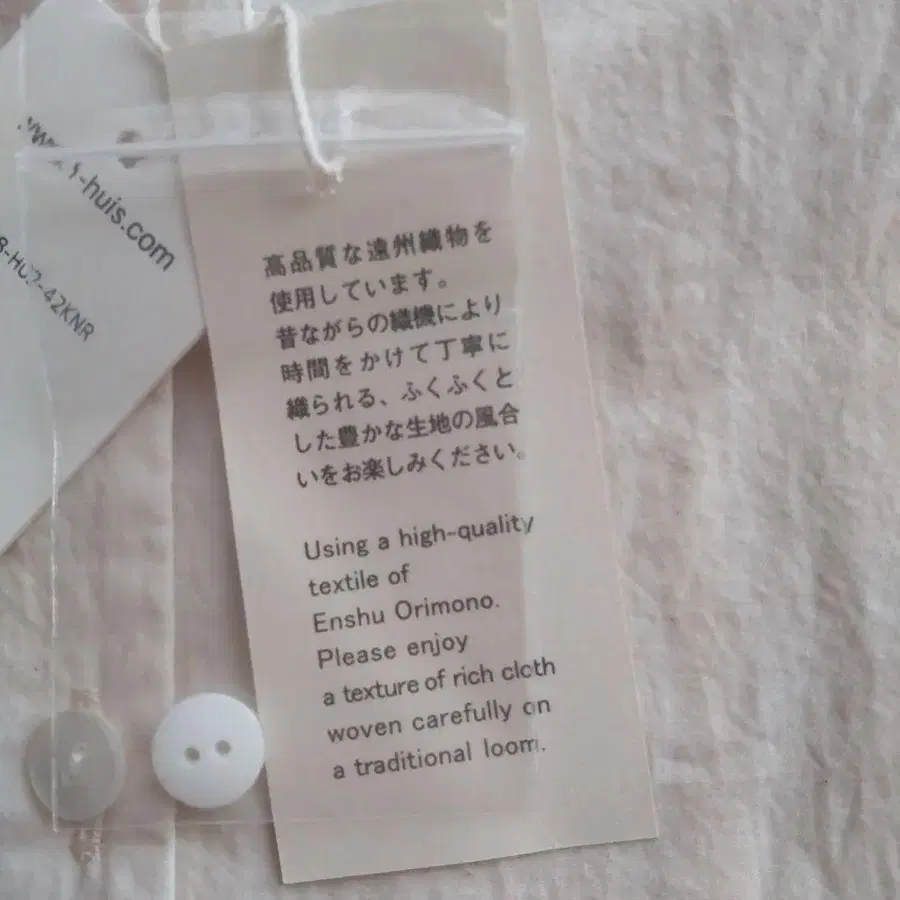 1-huis.com
高品質な遠州織物を
使用しています。
昔ながらの織機により
時間をかけて丁寧に
織られる、ふくふくと
した豊かな生地の風合
いをお楽しみください。
Using a high-quality
textile of
Enshu Orimono.
Please enjoy
a texture of rich cloth
woven carefully on
a traditional loom.